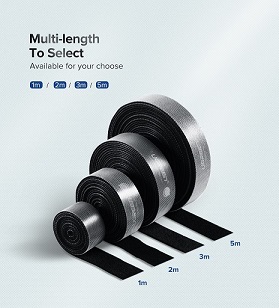 Multi-length
To Select
Available for your choose
1m / 2m / 3m / 5m
5m
3m
2m
1m